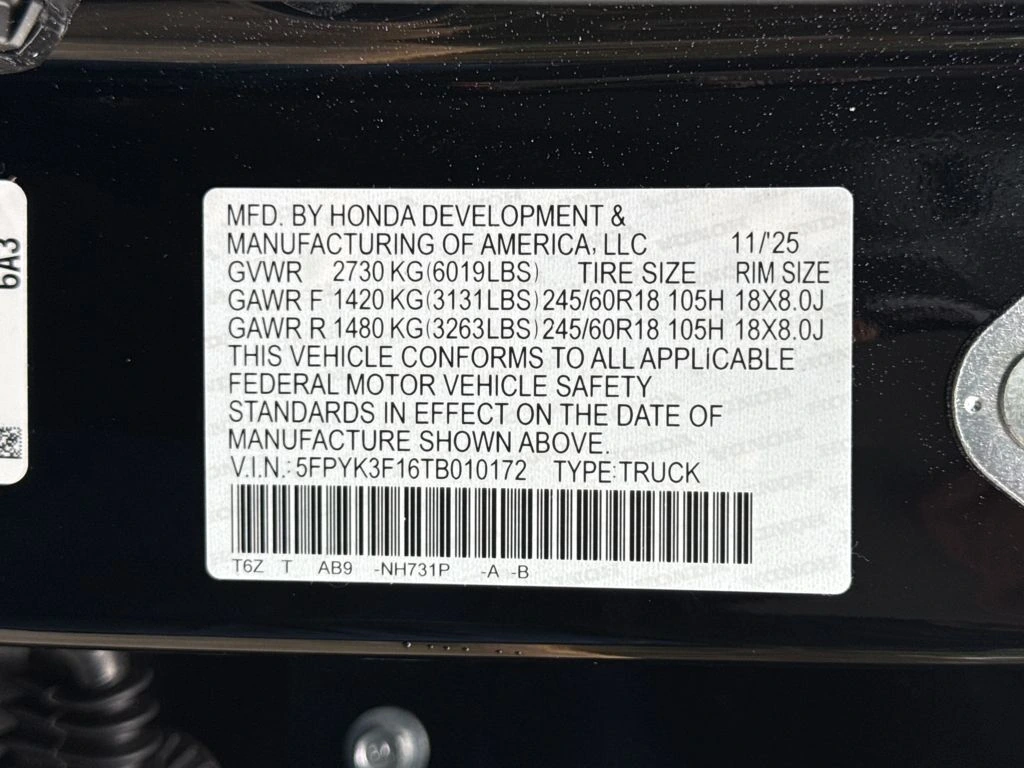 MFD. BY HONDA DEVELOPMENT &
MANUFACTURING OF AMERICA, LLC 11/'25
GVWR 2730 KG(6019LBS) TIRE SIZE RIM SIZE
GAWR F 1420 KG(3131LBS) 245/60R18 105H 18X8.0J
GAWR R 1480 KG(3263LBS) 245/60R18 105H 18X8.0J
THIS VEHICLE CONFORMS TO ALL APPLICABLE
FEDERAL MOTOR VEHICLE SAFETY
STANDARDS IN EFFECT ON THE DATE OF
MANUFACTURE SHOWN ABOVE.
V.I.N.: 5FPYK3F16TB010172 TYPE:TRUCK
T6Z T AB9 -NH731P -A -B
6A3